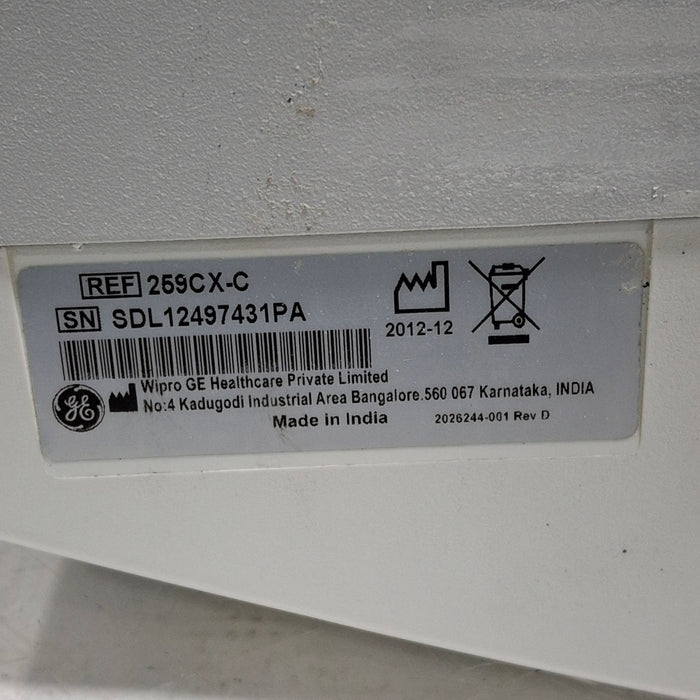 REF 259CX-C
SN SDL12497431PA
2012-12
GE
Wipro GE Healthcare Private Limited
No:4 Kadugodi Industrial Area Bangalore.560 067 Karnataka, INDIA
Made in India
2026244-001 Rev D